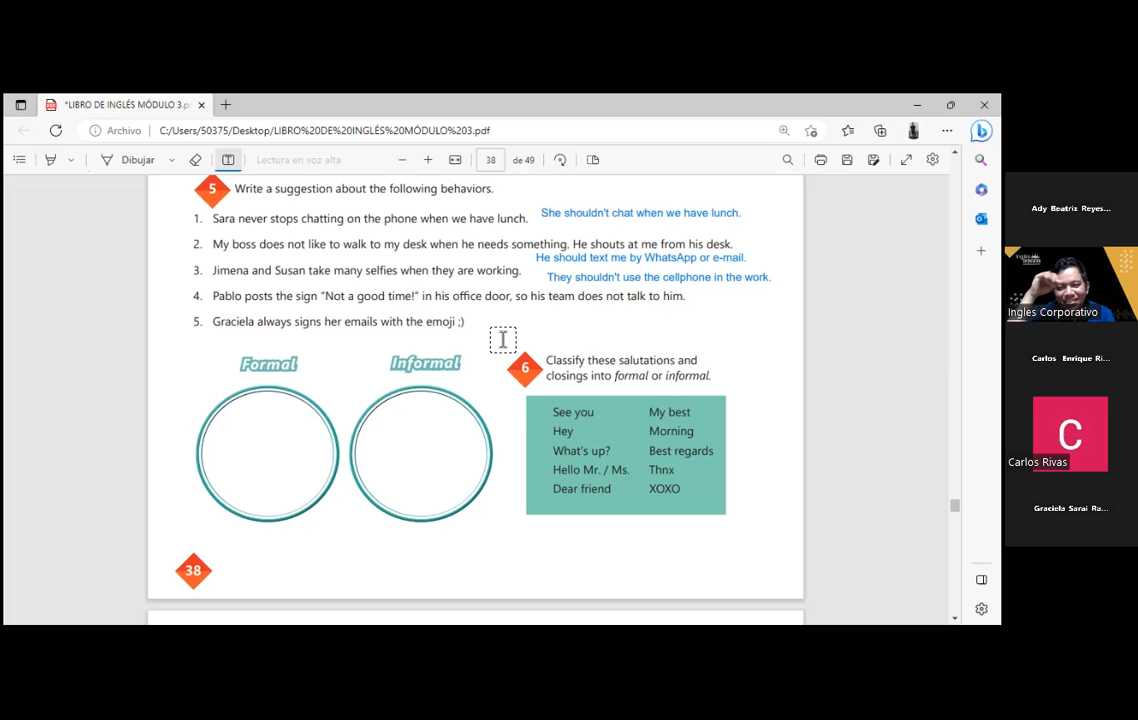 *LIBRO DE INGLÉS MÓDULO 3.p
Archivo
C:/Users/50375/Desktop/LIBRO%20DE%20INGLÉS%20MÓDULO%203.pdf
Dibujar
Lectura en voz alta
38
de 49
5
Write a suggestion about the following behaviors.
1. Sara never stops chatting on the phone when we have lunch.
She shouldn't chat when we have lunch.
2. My boss does not like to walk to my desk when he needs something. He shouts at me from his desk.
He should text me by WhatsApp or e-mail.
3. Jimena and Susan take many selfies when they are working.
They shouldn't use the cellphone in the work.
4. Pablo posts the sign “Not a good time!” in his office door, so his team does not talk to him.
5. Graciela always signs her emails with the emoji ;)
Formal
Informal
6
Classify these salutations and
closings into formal or informal.
See you
Hey
What's up?
Hello Mr. / Ms.
Dear friend
My best
Morning
Best regards
Thnx
XOXO
38
Ady Beatriz Reyes...
Ingles Corporativo
Carlos Enrique Ri...
C
Carlos Rivas
Graciela Sarai Ra...